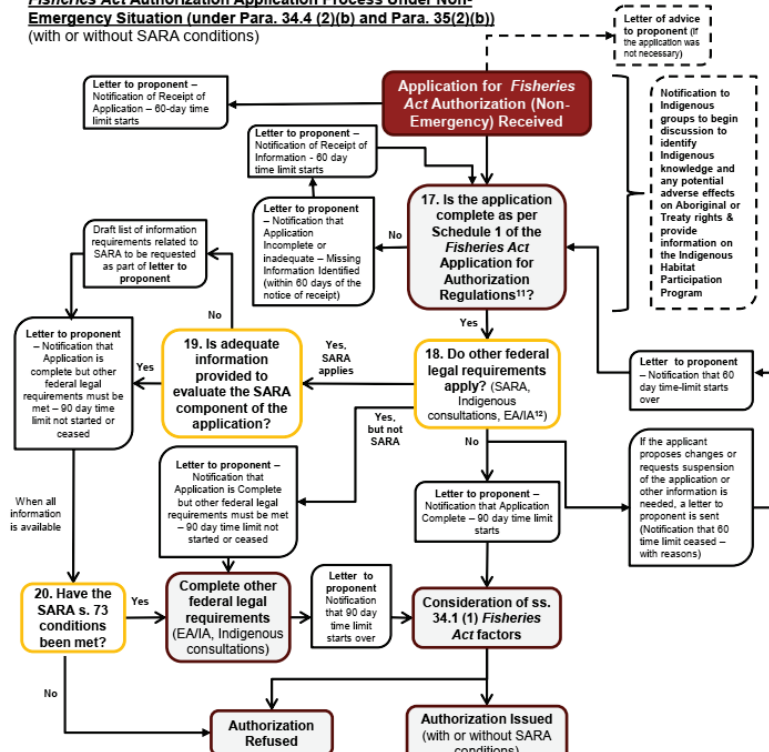 Fisheries Act Authorization Application Process Under Non-
Emergency Situation (under Para. 34.4 (2)(b) and Para. 35(2)(b))
(with or without SARA conditions)
Letter of advice
to proponent (if
the application was
not necessary)
Letter to proponent –
Notification of Receipt of
Application – 60-day time
limit starts
Application for Fisheries
Act Authorization (Non-
Emergency) Received
Notification to
Indigenous
groups to begin
discussion to
identify
Indigenous
knowledge and
any potential
adverse effects
on Aboriginal or
Treaty rights &
provide
information on
the Indigenous
Habitat
Participation
Program
Letter to proponent –
Notification of Receipt of
Information - 60 day
time limit starts
17. Is the application
complete as per
Schedule 1 of the
Fisheries Act
Application for
Authorization
Regulations¹¹?
No
Letter to proponent
– Notification that
Application
Incomplete or
inadequate – Missing
Information Identified
(within 60 days of the
notice of receipt)
Draft list of information
requirements related to
SARA to be requested
as part of letter to
proponent
No
Yes
Letter to proponent
– Notification that
Application is
complete but other
federal legal
requirements must be
met – 90 day time
limit not started or
ceased
Yes
19. Is adequate
information
provided to
evaluate the SARA
component of the
application?
Yes,
SARA
applies
18. Do other federal
legal requirements
apply? (SARA,
Indigenous
consultations, EA/IA¹²)
Letter to proponent
– Notification that 60
day time-limit starts
over
Yes,
but not
SARA
No
Letter to proponent –
Notification that
Application is Complete
but other federal legal
requirements must be met
– 90 day time limit not
started or ceased
Letter to proponent –
Notification that Application
Complete – 90 day time limit
starts
If the applicant
proposes changes or
requests suspension
of the application or
other information is
needed, a letter to
proponent is sent
(Notification that 60
time limit ceased –
with reasons)
When all
information
is available
20. Have the
SARA s. 73
conditions
been met?
Yes
Complete other
federal legal
requirements
(EA/IA, Indigenous
consultations)
Letter to
proponent
Notification
that 90 day
time limit
starts over
Consideration of ss.
34.1 (1) Fisheries
Act factors
No
Authorization
Refused
Authorization Issued
(with or without SARA
conditions)